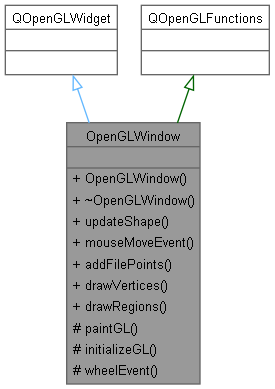 QOpenGLWidget
QOpenGLFunctions
OpenGLWindow
+ OpenGLWindow()
+ ~OpenGLWindow()
+ updateShape()
+ mouseMoveEvent()
+ addFilePoints()
+ drawVertices()
+ drawRegions()
# paintGL()
# initializeGL()
# wheelEvent()